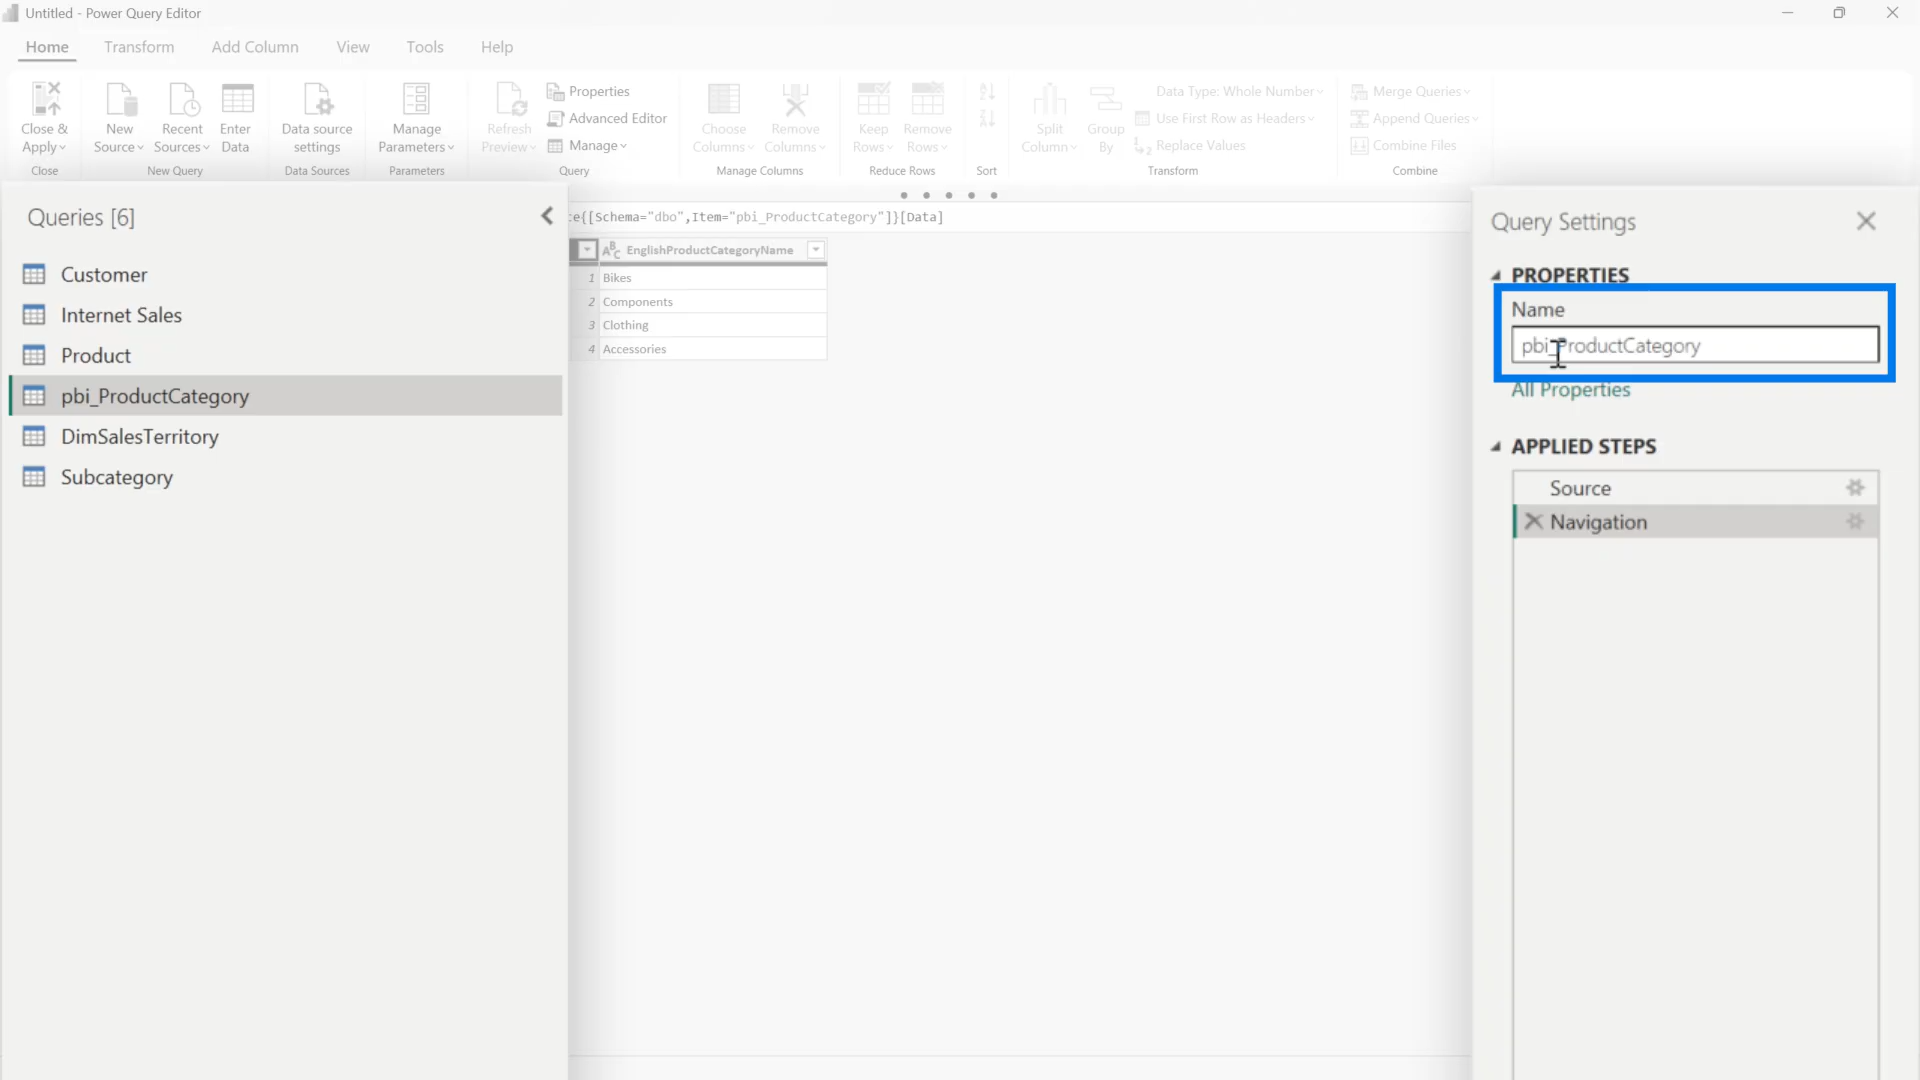 Untitled - Power Query Editor
Home Transform Add Column View Tools Help
Close & Apply
New Source
Recent Sources
Enter Data
Data source settings
Manage Parameters
Refresh Preview
Properties
Advanced Editor
Manage
Choose Columns
Remove Columns
Keep Rows
Remove Rows
Split Column
Group By
Data Type: Whole Number
Use First Row as Headers
Replace Values
Merge Queries
Append Queries
Combine Files
Close New Query Data Sources Parameters Query Manage Columns Reduce Rows Sort Transform Combine
Queries [6]
Customer
Internet Sales
Product
pbi_ProductCategory
DimSalesTerritory
Subcategory
{[Schema="dbo",Item="pbi_ProductCategory"]}[Data]
ABC EnglishProductCategoryName
1 Bikes
2 Components
3 Clothing
4 Accessories
Query Settings
PROPERTIES
Name
pbi_ProductCategory
All Properties
APPLIED STEPS
Source
Navigation